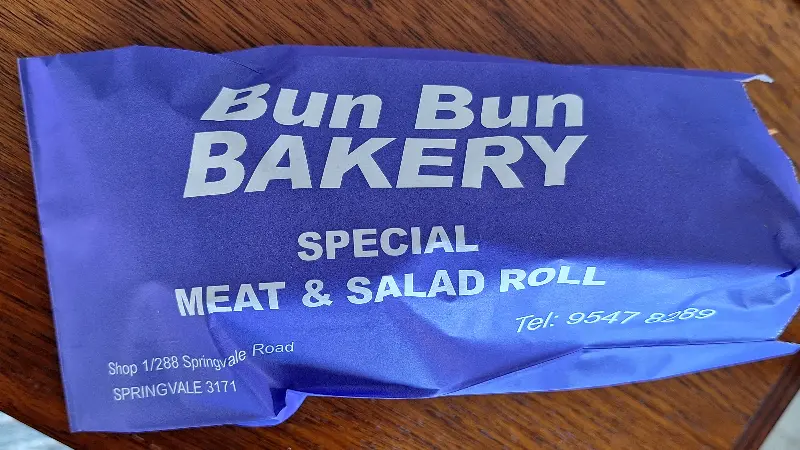 Bun Bun
BAKERY
SPECIAL
MEAT & SALAD ROLL
Tel: 9547 8289
Shop 1/288 Springvale Road
SPRINGVALE 3171